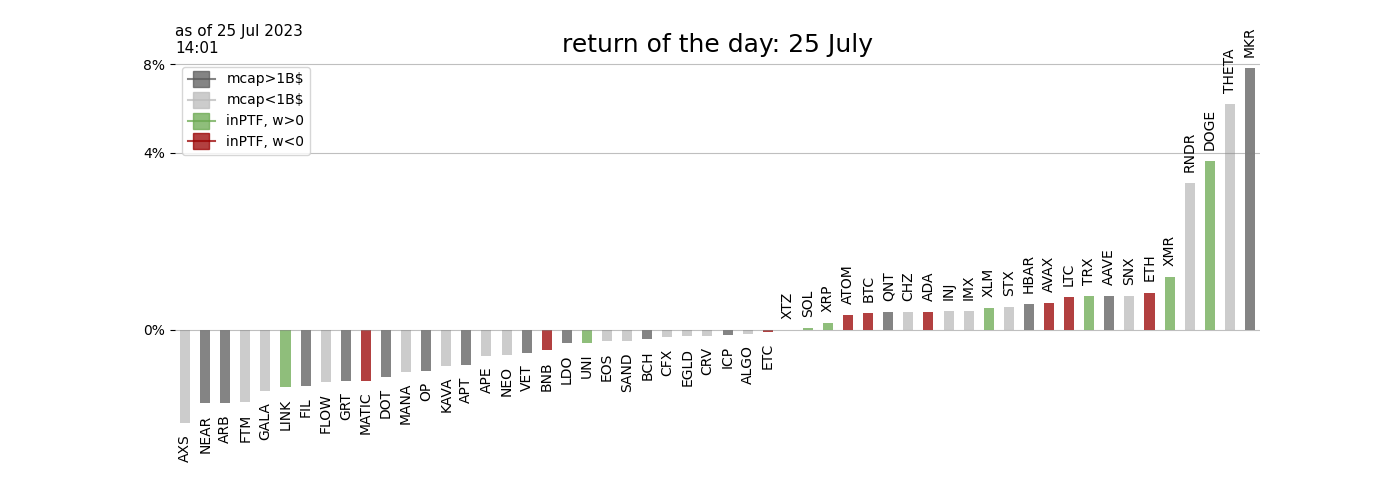 as of 25 Jul 2023
14:01
return of the day: 25 July
8%
4%
0%
mcap>1B$
mcap<1B$
inPTF, w>0
inPTF, w<0
AXS
NEAR
ARB
FTM
GALA
LINK
FIL
FLOW
GRT
MATIC
DOT
MANA
OP
KAVA
APT
APE
NEO
VET
BNB
LDO
UNI
EOS
SAND
BCH
CFX
EGLD
CRV
ICP
ALGO
ETC
XTZ
SOL
XRP
ATOM
BTC
QNT
CHZ
ADA
INJ
IMX
XLM
STX
HBAR
AVAX
LTC
TRX
AAVE
SNX
ETH
XMR
RNDR
DOGE
THETA
MKR